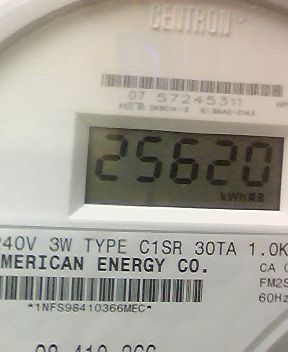 CENTRON
07 57245311
25620
kWh
240V 3W TYPE C1SR 30TA 1.0K
AMERICAN ENERGY CO.
CA
FM2S
60Hz
*1NFS98410366MEC*